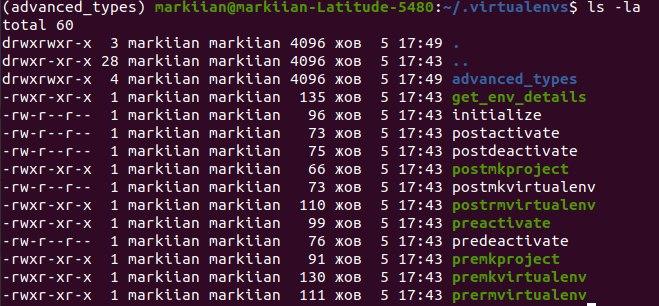 (advanced_types) markiian@markiian-Latitude-5480:~/.virtualenvs$ ls -la
total 60
drwxrwxr-x  3 markiian markiian 4096 жов  5 17:49 .
drwxr-xr-x 28 markiian markiian 4096 жов  5 17:43 ..
drwxrwxr-x  4 markiian markiian 4096 жов  5 17:49 advanced_types
-rwxr-xr-x  1 markiian markiian  135 жов  5 17:43 get_env_details
-rw-r--r--  1 markiian markiian   96 жов  5 17:43 initialize
-rw-r--r--  1 markiian markiian   73 жов  5 17:43 postactivate
-rw-r--r--  1 markiian markiian   75 жов  5 17:43 postdeactivate
-rwxr-xr-x  1 markiian markiian   66 жов  5 17:43 postmkproject
-rw-r--r--  1 markiian markiian   73 жов  5 17:43 postmkvirtualenv
-rwxr-xr-x  1 markiian markiian  110 жов  5 17:43 postrmvirtualenv
-rwxr-xr-x  1 markiian markiian   99 жов  5 17:43 preactivate
-rw-r--r--  1 markiian markiian   76 жов  5 17:43 predeactivate
-rwxr-xr-x  1 markiian markiian   91 жов  5 17:43 premkproject
-rwxr-xr-x  1 markiian markiian  130 жов  5 17:43 premkvirtualenv
-rwxr-xr-x  1 markiian markiian  111 жов  5 17:43 prermvirtualenv